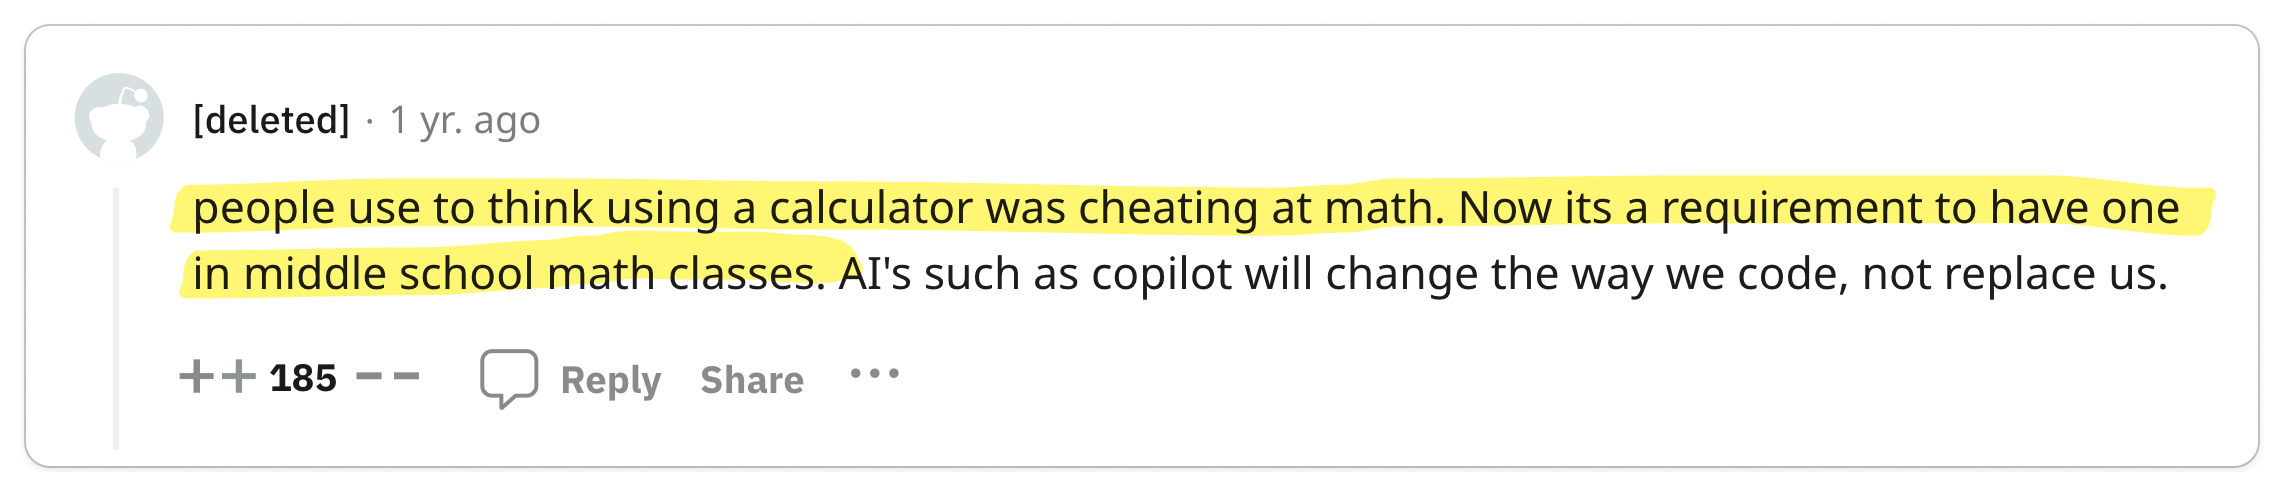 [deleted] · 1 yr. ago
people use to think using a calculator was cheating at math. Now its a requirement to have one
in middle school math classes. AI's such as copilot will change the way we code, not replace us.
++ 185 −− Reply Share ···